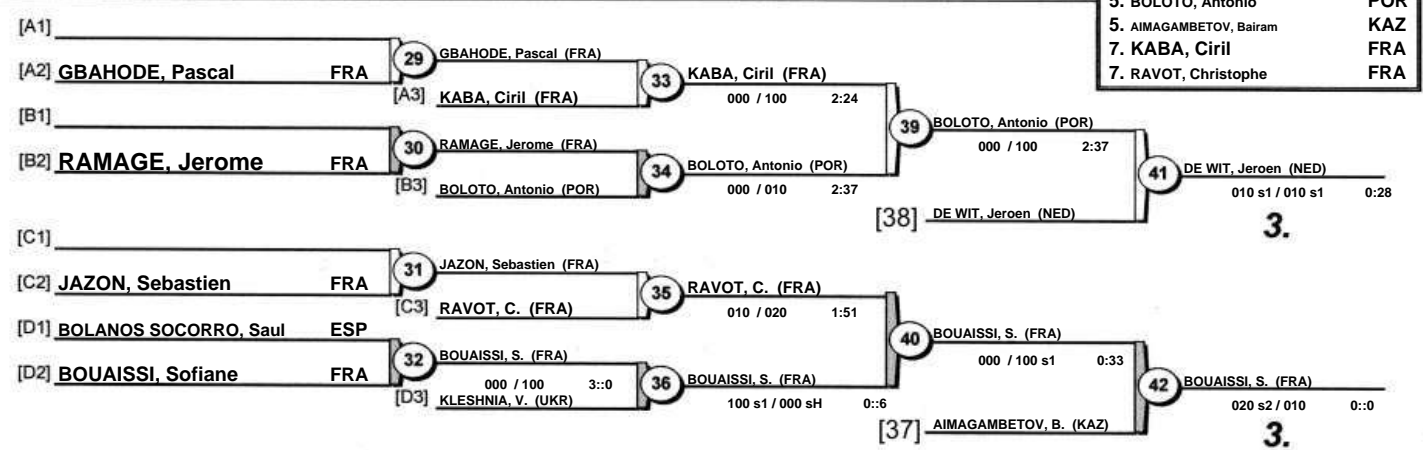 5. BOLOTO, Antonio POR
5. AIMAGAMBETOV, Bairam KAZ
7. KABA, Ciril FRA
7. RAVOT, Christophe FRA
[A1]
29 GBAHODE, Pascal (FRA)
[A2] GBAHODE, Pascal FRA
33 KABA, Ciril (FRA)
[A3] KABA, Ciril (FRA)
000 / 100 2:24
[B1]
39 BOLOTO, Antonio (POR)
000 / 100 2:37
30 RAMAGE, Jerome (FRA)
[B2] RAMAGE, Jerome FRA
34 BOLOTO, Antonio (POR)
[B3] BOLOTO, Antonio (POR)
000 / 010 2:37
41 DE WIT, Jeroen (NED)
010 s1 / 010 s1 0:28
[38] DE WIT, Jeroen (NED)
3.
[C1]
31 JAZON, Sebastien (FRA)
[C2] JAZON, Sebastien FRA
35 RAVOT, C. (FRA)
[C3] RAVOT, C. (FRA)
010 / 020 1:51
[D1] BOLANOS SOCORRO, Saul ESP
40 BOUAISSI, S. (FRA)
000 / 100 s1 0:33
32 BOUAISSI, S. (FRA)
[D2] BOUAISSI, Sofiane FRA
000 / 100 3::0
36 BOUAISSI, S. (FRA)
[D3] KLESHNIA, V. (UKR)
100 s1 / 000 sH 0::6
42 BOUAISSI, S. (FRA)
020 s2 / 010 0::0
[37] AIMAGAMBETOV, B. (KAZ)
3.